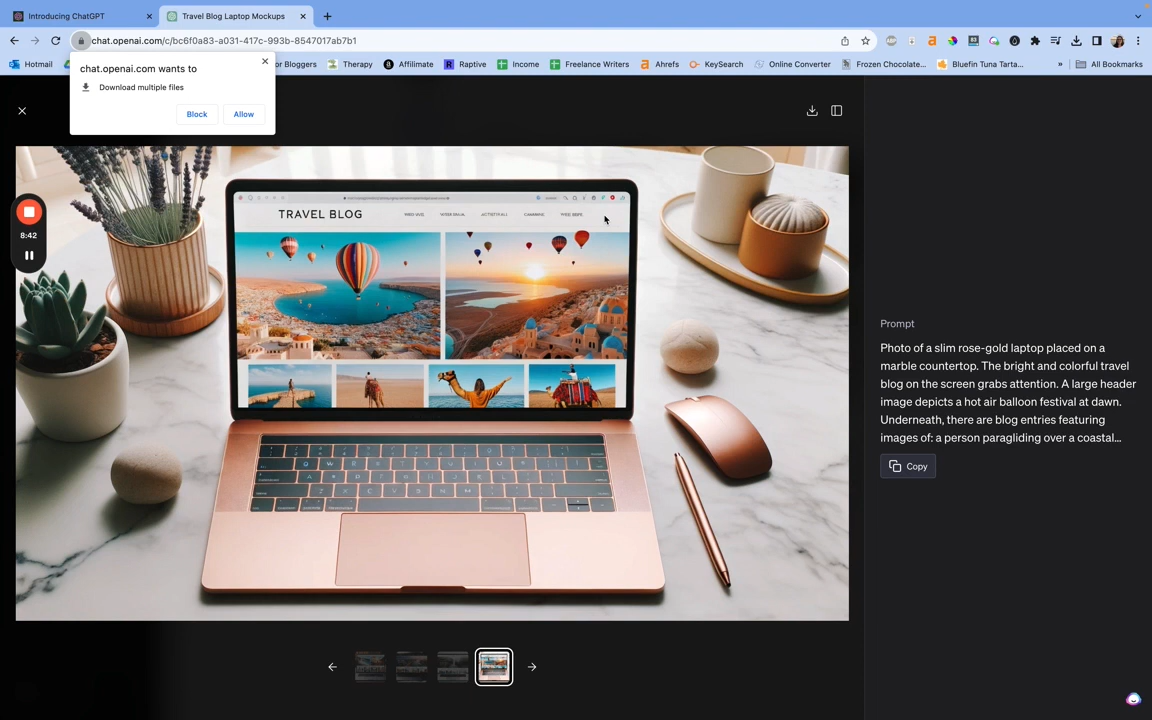 Introducing ChatGPT
Travel Blog Laptop Mockups
chat.openai.com/c/bc6f0a83-a031-417c-993b-8547017ab7b1
Hotmail
or Bloggers
Therapy
Affilimate
Raptive
Income
Freelance Writers
Ahrefs
KeySearch
Online Converter
Frozen Chocolate...
Bluefin Tuna Tarta...
»
All Bookmarks
chat.openai.com wants to
Download multiple files
Block
Allow
8:42
TRAVEL BLOG
Prompt
Photo of a slim rose-gold laptop placed on a
marble countertop. The bright and colorful travel
blog on the screen grabs attention. A large header
image depicts a hot air balloon festival at dawn.
Underneath, there are blog entries featuring
images of: a person paragliding over a coastal...
Copy